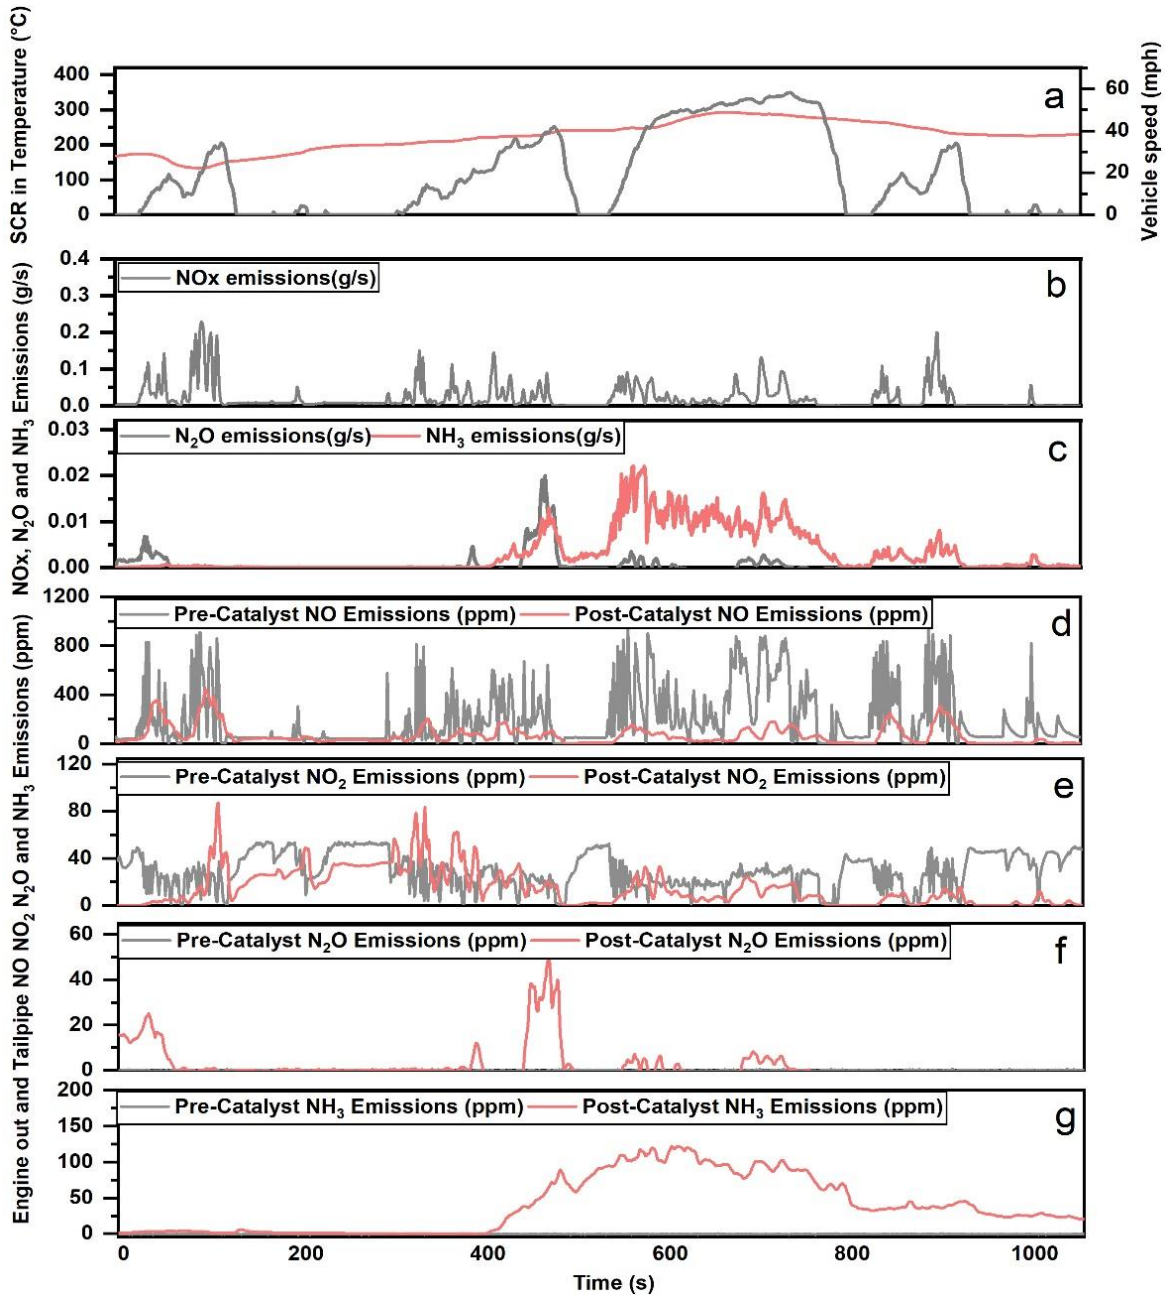 SCR in Temperature (°C)
400
300
200
100
0
a
60
40
20
0
Vehicle speed (mph)
NOx, N₂O and NH₃ Emissions (g/s)
0.4
0.3
0.2
0.1
0.0
NOx emissions(g/s)
b
0.03
0.02
0.01
0.00
N₂O emissions(g/s)
NH₃ emissions(g/s)
c
Engine out and Tailpipe NO NO₂ N₂O and NH₃ Emissions (ppm)
1200
800
400
0
Pre-Catalyst NO Emissions (ppm)
Post-Catalyst NO Emissions (ppm)
d
120
80
40
0
Pre-Catalyst NO₂ Emissions (ppm)
Post-Catalyst NO₂ Emissions (ppm)
e
60
40
20
0
Pre-Catalyst N₂O Emissions (ppm)
Post-Catalyst N₂O Emissions (ppm)
f
200
150
100
50
0
Pre-Catalyst NH₃ Emissions (ppm)
Post-Catalyst NH₃ Emissions (ppm)
g
0 200 400 600 800 1000
Time (s)